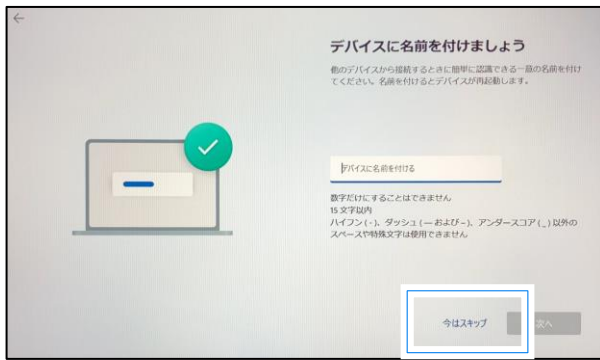 デバイスに名前を付けましょう
他のデバイスから接続するときに簡単に認識できる一意の名前を付け
てください。名前を付けるとデバイスが再起動します。
デバイスに名前を付ける
数字だけにすることはできません
15 文字以内
ハイフン (-)、ダッシュ (— および –)、アンダースコア (_) 以外の
スペースや特殊文字は使用できません
今はスキップ
次へ